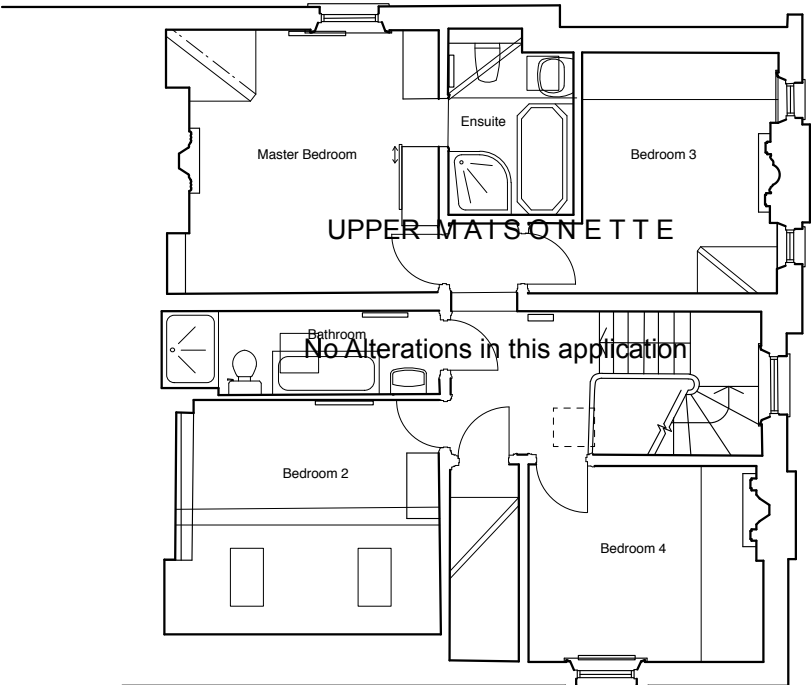 Ensuite
Master Bedroom
Bedroom 3
UPPER MAISONETTE
Bathroom
No Alterations in this application
Bedroom 2
Bedroom 4